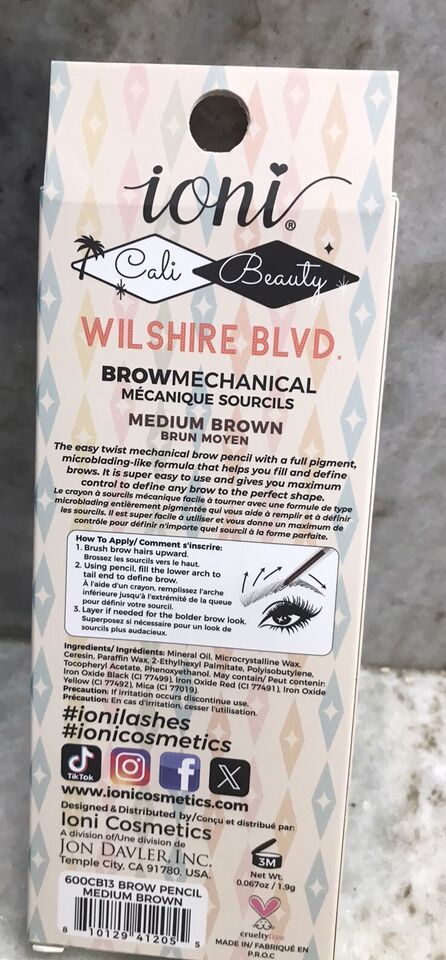 ioni®
Cali Beauty
WILSHIRE BLVD.
BROWMECHANICAL
MÉCANIQUE SOURCILS
MEDIUM BROWN
BRUN MOYEN
The easy twist mechanical brow pencil with a full pigment,
microblading-like formula that helps you fill and define
brows. It is super easy to use and gives you maximum
control to define any brow to the perfect shape.
Le crayon à sourcils mécanique facile à tourner avec une formule de type
microblading entièrement pigmentée qui vous aide à remplir et à définir
les sourcils. Il est super facile à utiliser et vous donne un maximum de
contrôle pour définir n'importe quel sourcil à la forme parfaite.
How To Apply/ Comment s'inscrire:
1. Brush brow hairs upward.
Brossez les sourcils vers le haut.
2. Using pencil, fill the lower arch to
tail end to define brow.
À l'aide d'un crayon, remplissez l'arche
inférieure jusqu'à l'extrémité de la queue
pour définir votre sourcil.
3. Layer if needed for the bolder brow look.
Superposez si nécessaire pour un look de
sourcils plus audacieux.
Ingredients/ Ingrédients: Mineral Oil, Microcrystalline Wax,
Ceresin, Paraffin Wax, 2-Ethylhexyl Palmitate, Polyisobutylene,
Tocopheryl Acetate, Phenoxyethanol. May contain/ Peut contenir:
Iron Oxide Black (CI 77499), Iron Oxide Red (CI 77491), Iron Oxide
Yellow (CI 77492), Mica (CI 77019).
Precaution: If irritation occurs discontinue use.
Précaution: En cas d'irritation, cesser l'utilisation.
#ionilashes
#ionicosmetics
TikTok
www.ionicosmetics.com
Designed & Distributed by/Conçu et distribué par:
Ioni Cosmetics
A division of/Une division de
JON DAVLER, INC.
Temple City, CA 91780, USA.
3M
Net Wt.
0.067oz / 1.9g
600CB13 BROW PENCIL
MEDIUM BROWN
8 10129 41205 5
crueltyfree
MADE IN/ FABRIQUÉ EN
P.R.O.C